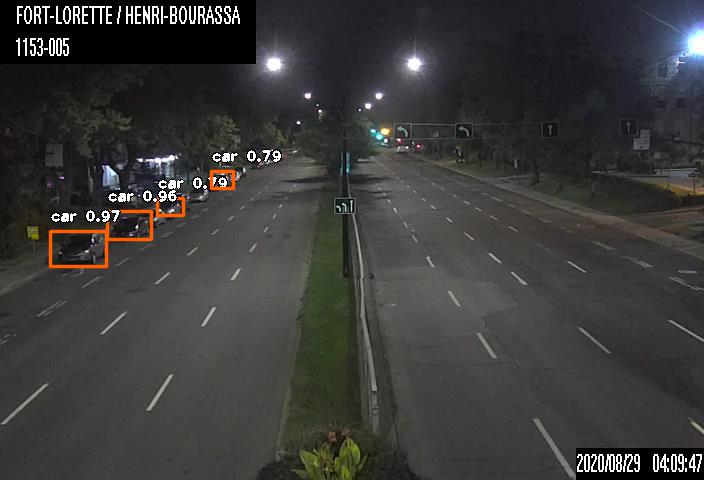 FORT-LORETTE / HENRI-BOURASSA
1153-005
car 0.79
car 0.79
car 0.96
car 0.97
2020/08/29 04:09:47